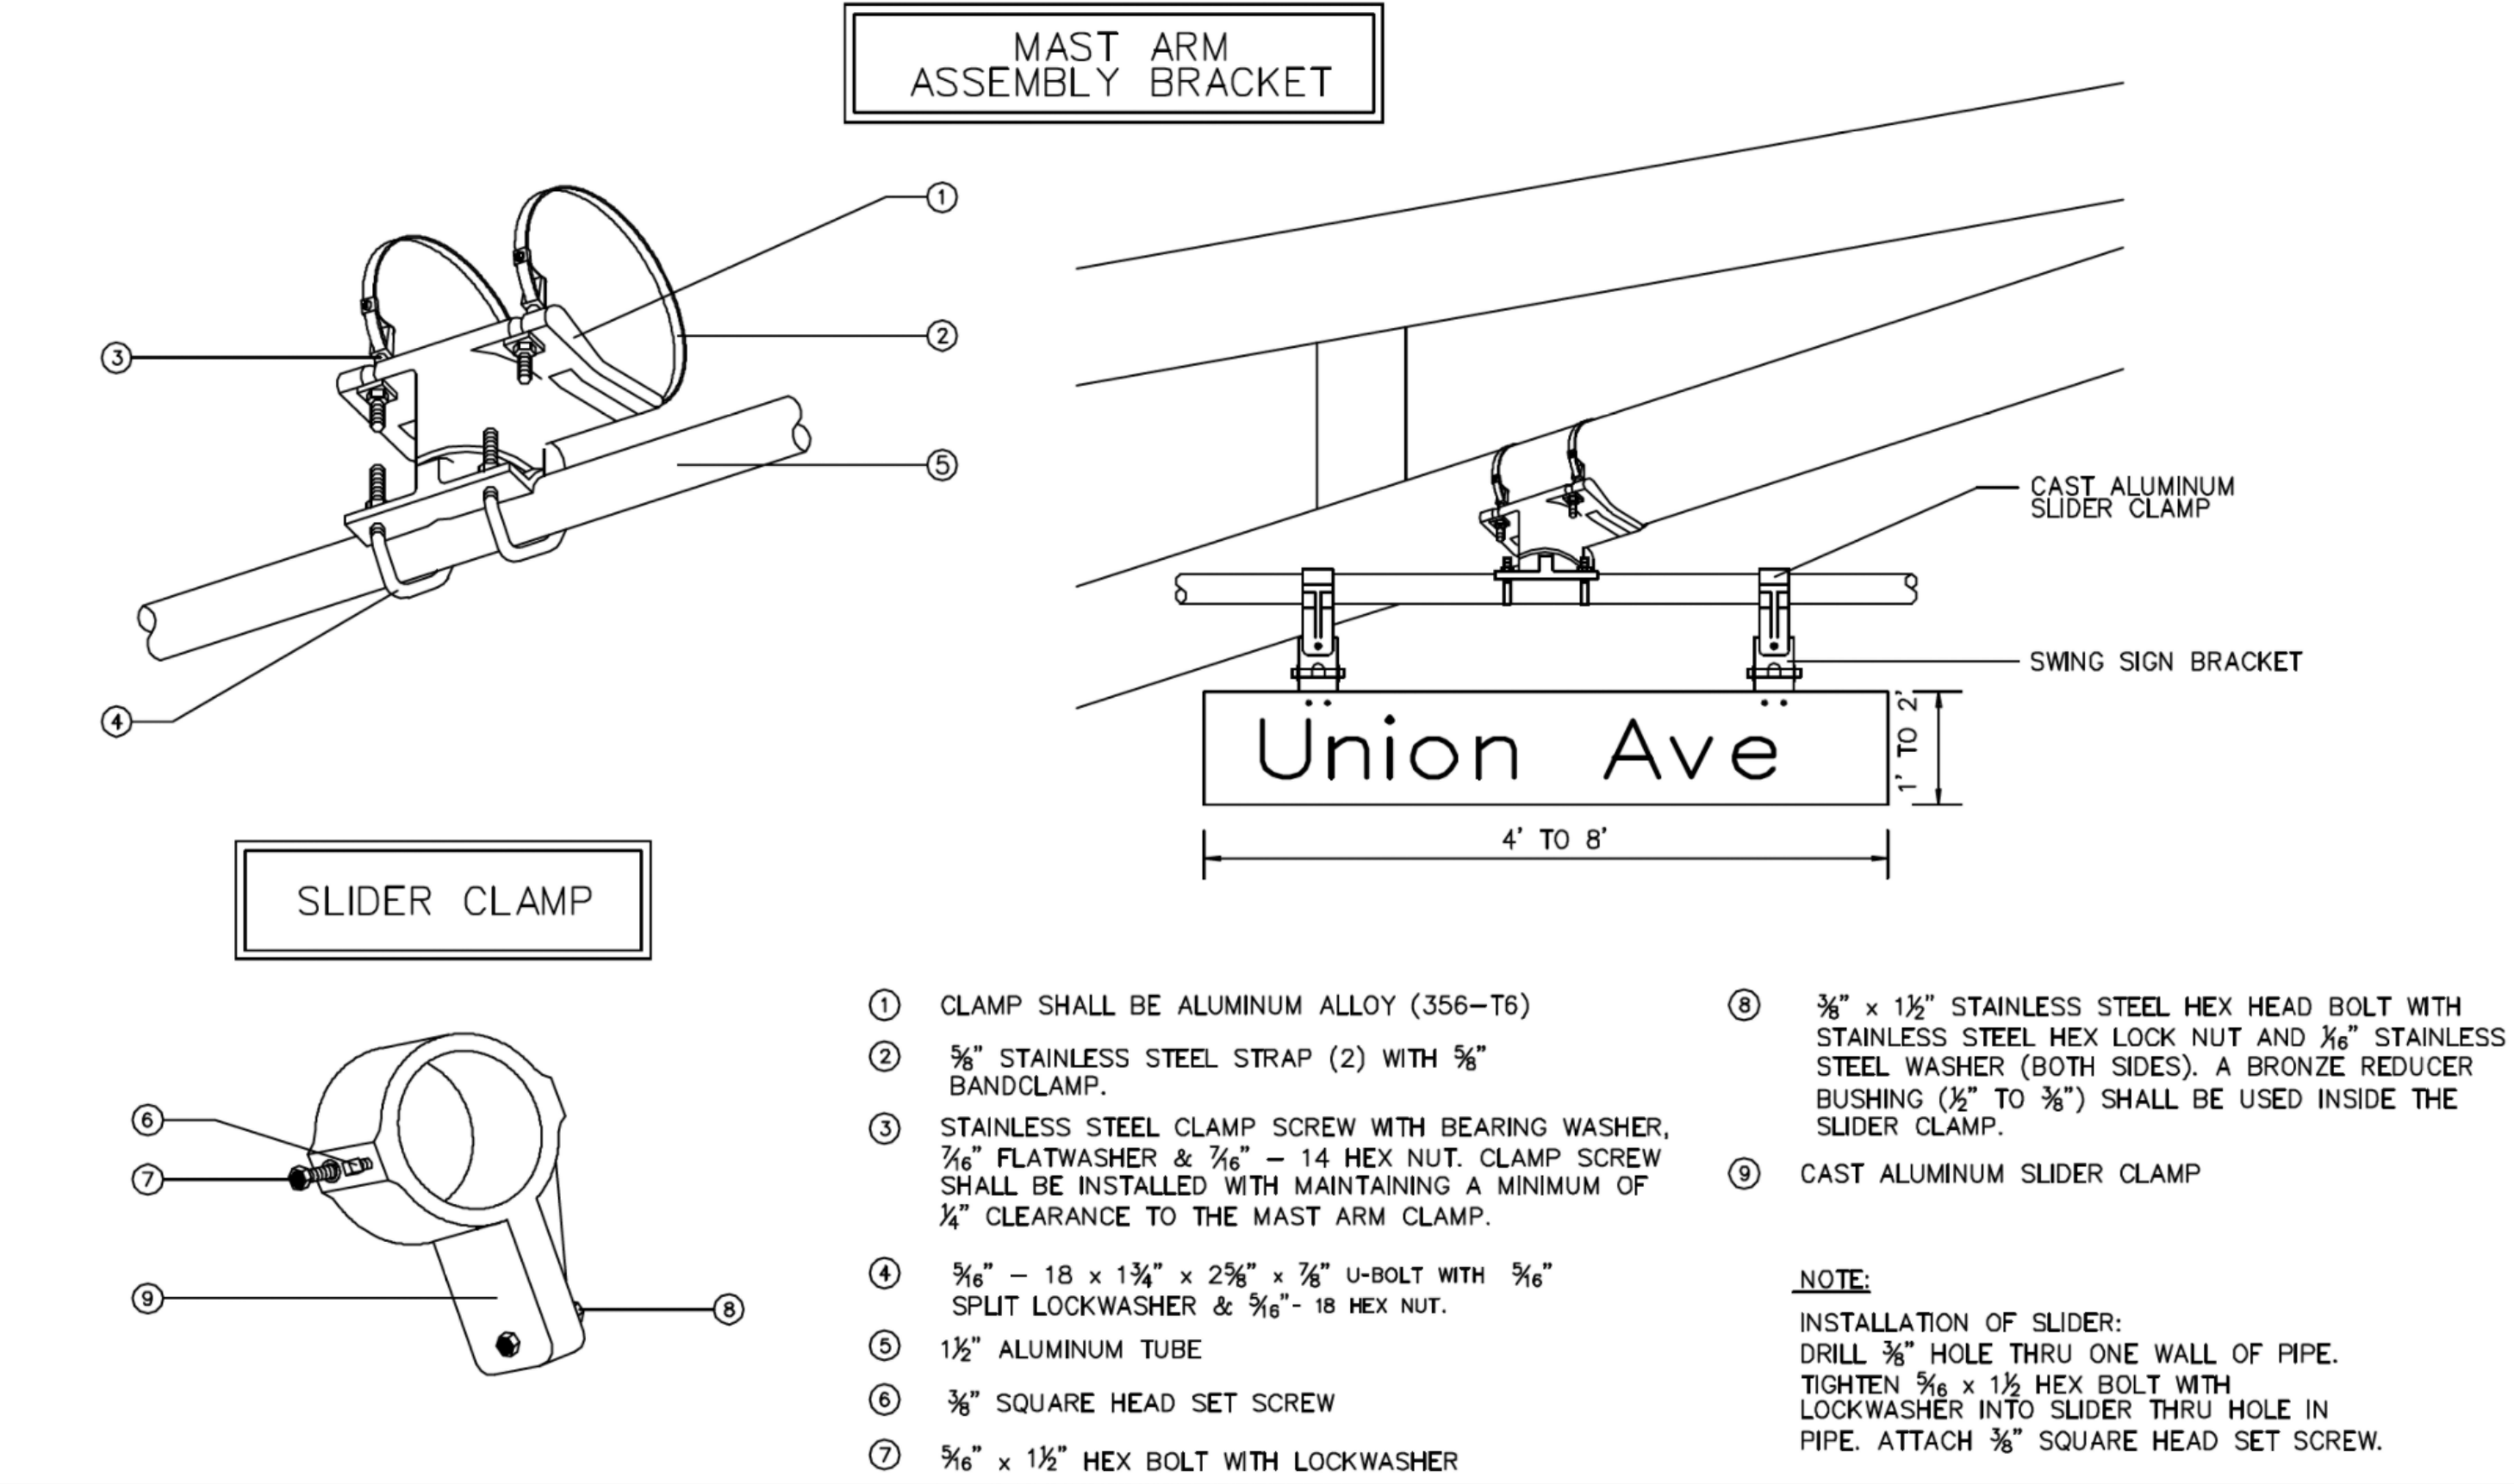 MAST ARM
ASSEMBLY BRACKET
1
2
3
5
4
CAST ALUMINUM
SLIDER CLAMP
SWING SIGN BRACKET
Union Ave
1' TO 2'
4' TO 8'
SLIDER CLAMP
6
7
9
8
1 CLAMP SHALL BE ALUMINUM ALLOY (356-T6)
2 ⅝" STAINLESS STEEL STRAP (2) WITH ⅝"
BANDCLAMP.
3 STAINLESS STEEL CLAMP SCREW WITH BEARING WASHER,
7⁄16" FLATWASHER & 7⁄16" - 14 HEX NUT. CLAMP SCREW
SHALL BE INSTALLED WITH MAINTAINING A MINIMUM OF
¼" CLEARANCE TO THE MAST ARM CLAMP.
4 5⁄16" - 18 x 1¾" x 2⅝" x ⅞" U-BOLT WITH 5⁄16"
SPLIT LOCKWASHER & 5⁄16"- 18 HEX NUT.
5 1½" ALUMINUM TUBE
6 ⅜" SQUARE HEAD SET SCREW
7 5⁄16" x 1½" HEX BOLT WITH LOCKWASHER
8 ⅜" x 1½" STAINLESS STEEL HEX HEAD BOLT WITH
STAINLESS STEEL HEX LOCK NUT AND 1⁄16" STAINLESS
STEEL WASHER (BOTH SIDES). A BRONZE REDUCER
BUSHING (½" TO ⅜") SHALL BE USED INSIDE THE
SLIDER CLAMP.
9 CAST ALUMINUM SLIDER CLAMP
NOTE:
INSTALLATION OF SLIDER:
DRILL ⅜" HOLE THRU ONE WALL OF PIPE.
TIGHTEN 5⁄16 x 1½ HEX BOLT WITH
LOCKWASHER INTO SLIDER THRU HOLE IN
PIPE. ATTACH ⅜" SQUARE HEAD SET SCREW.